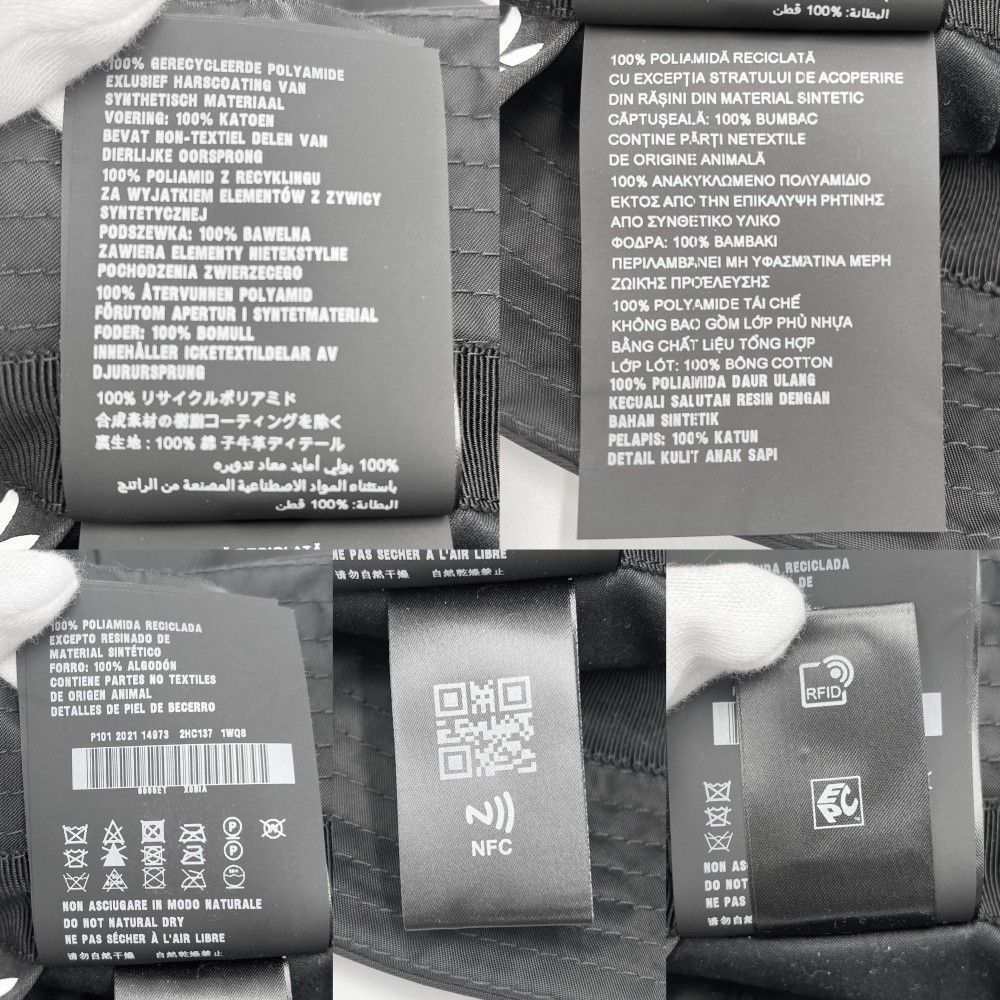 100% GERECYCLEERDE POLYAMIDE
EXLUSIEF HARSCOATING VAN
SYNTHETISCH MATERIAAL
VOERING: 100% KATOEN
BEVAT NON-TEXTIEL DELEN VAN
DIERLIJKE OORSPRONG
100% POLIAMID Z RECYKLINGU
ZA WYJATKIEM ELEMENTÓW Z ZYWICY
SYNTETYCZNEJ
PODSZEWKA: 100% BAWELNA
ZAWIERA ELEMENTY NIETEKSTYLNE
POCHODZENIA ZWIERZECEGO
100% ÅTERVUNNEN POLYAMID
FÖRUTOM APERTUR I SYNTETMATERIAL
FODER: 100% BOMULL
INNEHÅLLER ICKETEXTILDELAR AV
DJURURSPRUNG
100% リサイクルポリアミド
合成素材の樹脂コーティングを除く
裏生地：100% 綿 子牛革ディテール
100% بولي أمايد معاد تدويره
باستثناء المواد الاصطناعية المصنعة من الراتنج
البطانة: 100% قطن
البطانة: 100% قطن
100% POLIAMIDĂ RECICLATĂ
CU EXCEPȚIA STRATULUI DE ACOPERIRE
DIN RĂȘINI DIN MATERIAL SINTETIC
CĂPTUȘEALĂ: 100% BUMBAC
CONȚINE PĂRȚI NETEXTILE
DE ORIGINE ANIMALĂ
100% ΑΝΑΚΥΚΛΩΜΕΝΟ ΠΟΛΥΑΜΙΔΙΟ
ΕΚΤΟΣ ΑΠΟ ΤΗΝ ΕΠΙΚΑΛΥΨΗ ΡΗΤΙΝΗΣ
ΑΠΟ ΣΥΝΘΕΤΙΚΟ ΥΛΙΚΟ
ΦΟΔΡΑ: 100% ΒΑΜΒΑΚΙ
ΠΕΡΙΛΑΜΒΑΝΕΙ ΜΗ ΥΦΑΣΜΑΤΙΝΑ ΜΕΡΗ
ΖΩΙΚΗΣ ΠΡΟΕΛΕΥΣΗΣ
100% POLYAMIDE TÁI CHẾ
KHÔNG BAO GỒM LỚP PHỦ NHỰA
BẰNG CHẤT LIỆU TỔNG HỢP
LỚP LÓT: 100% BÔNG COTTON
100% POLIAMIDA DAUR ULANG
KECUALI SALUTAN RESIN DENGAN
BAHAN SINTETIK
PELAPIS: 100% KATUN
DETAIL KULIT ANAK SAPI
100% POLIAMIDA RECICLADA
EXCEPTO RESINADO DE
MATERIAL SINTÉTICO
FORRO: 100% ALGODÓN
CONTIENE PARTES NO TEXTILES
DE ORIGEN ANIMAL
DETALLES DE PIEL DE BECERRO
P101 2021 14973 2HC137 1WQ8
NON ASCIUGARE IN MODO NATURALE
DO NOT NATURAL DRY
NE PAS SÉCHER À L'AIR LIBRE
请勿自然干燥 自然乾燥禁止
NE PAS SÉCHER À L'AIR LIBRE
请勿自然干燥 自然乾燥禁止
NFC
RECICLADA
DE
RFID
EPC
NON AS
DO NOT
NE PAS
请勿自然